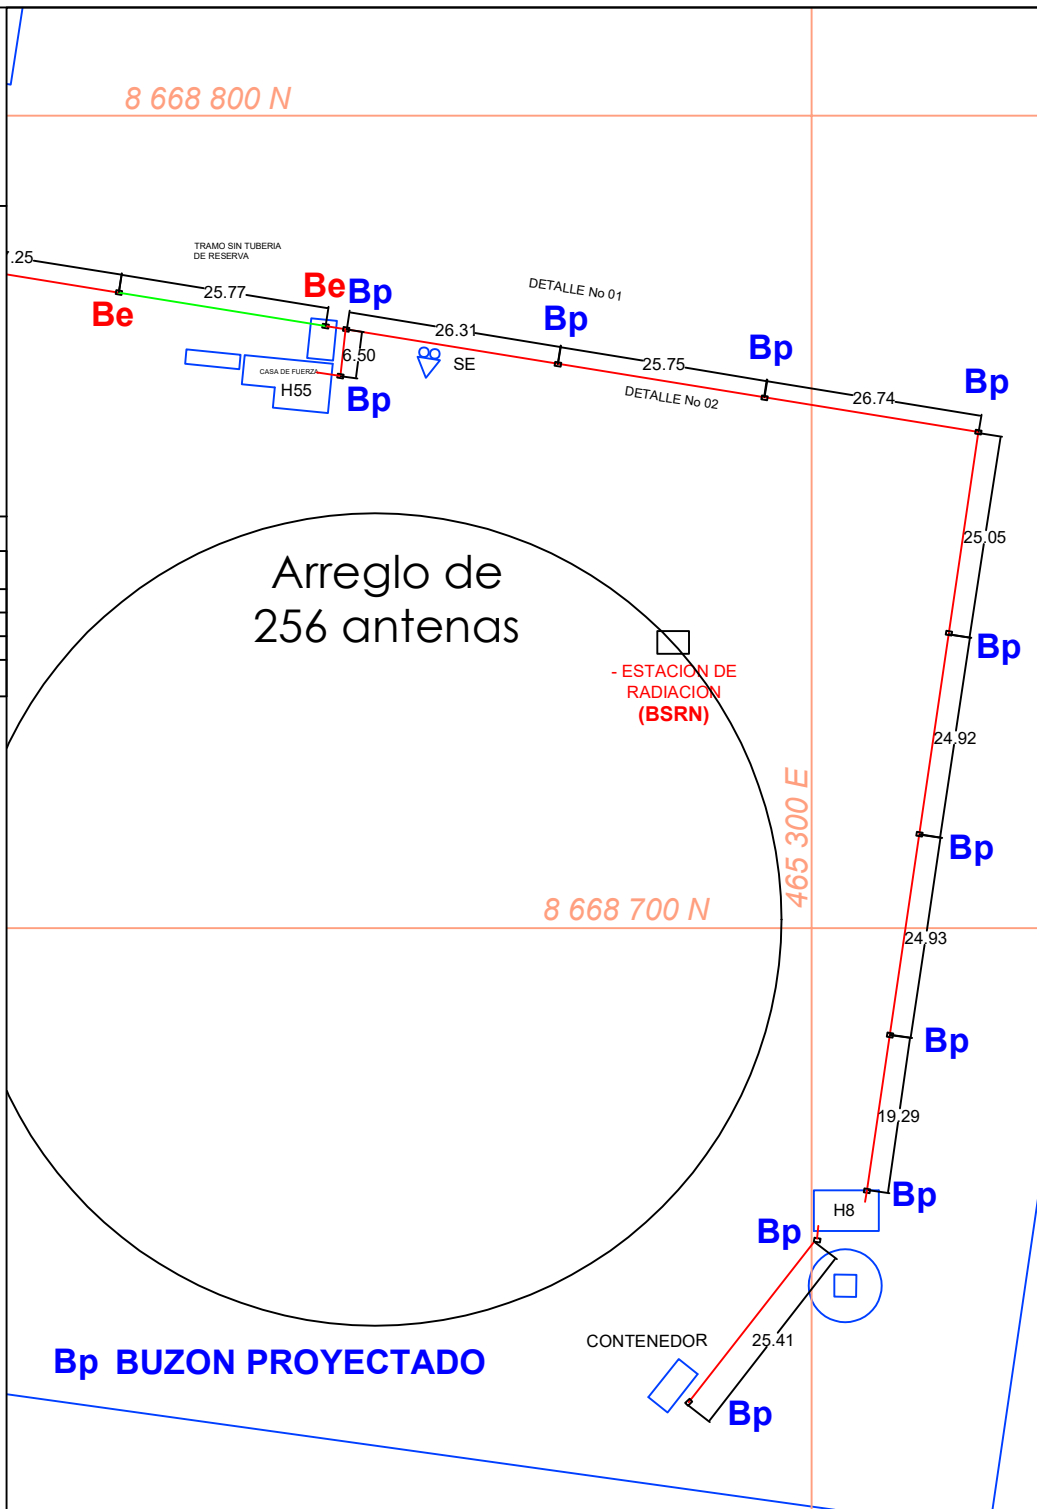 8 668 800 N
TRAMO SIN TUBERIA
DE RESERVA
7.25
25.77
Be
Be
Bp
DETALLE No 01
26.31
Bp
6.50
SE
25.75
Bp
CASA DE FUERZA
H55
Bp
DETALLE No 02
26.74
Bp
25.05
Arreglo de
256 antenas
- ESTACION DE
RADIACION
(BSRN)
Bp
24.92
465 300 E
Bp
8 668 700 N
24.93
Bp
19.29
H8
Bp
Bp
CONTENEDOR
25.41
Bp BUZON PROYECTADO
Bp